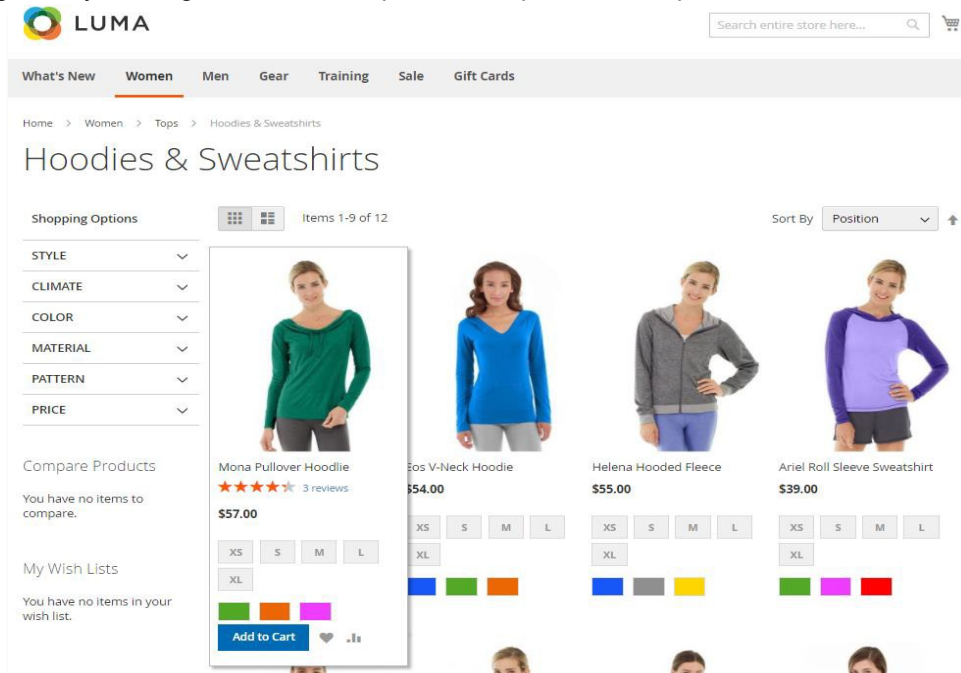 LUMA
Search entire store here...
What's New Women Men Gear Training Sale Gift Cards
Home > Women > Tops > Hoodies & Sweatshirts
Hoodies & Sweatshirts
Shopping Options
Items 1-9 of 12
Sort By Position
STYLE
CLIMATE
COLOR
MATERIAL
PATTERN
PRICE
Compare Products
You have no items to
compare.
My Wish Lists
You have no items in your
wish list.
Mona Pullover Hoodlie
3 reviews
$57.00
XS S M L
XL
Add to Cart
Eos V-Neck Hoodie
$54.00
XS S M L
XL
Helena Hooded Fleece
$55.00
XS S M L
XL
Ariel Roll Sleeve Sweatshirt
$39.00
XS S M L
XL